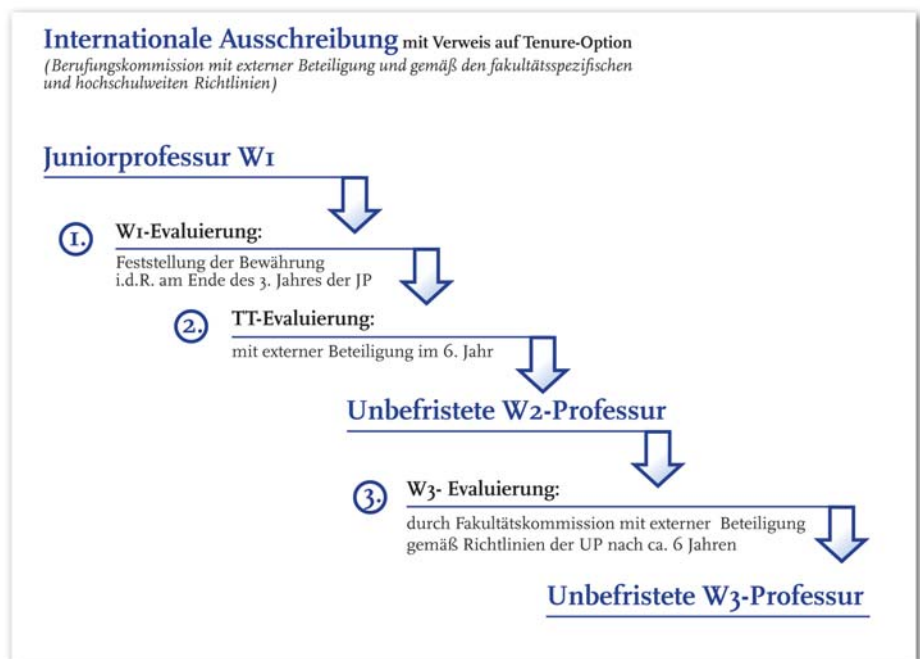 Internationale Ausschreibung mit Verweis auf Tenure-Option
(Berufungskommission mit externer Beteiligung und gemäß den fakultätsspezifischen
und hochschulweiten Richtlinien)
Juniorprofessur W1
1. W1-Evaluierung:
Feststellung der Bewährung
i.d.R. am Ende des 3. Jahres der JP
2. TT-Evaluierung:
mit externer Beteiligung im 6. Jahr
Unbefristete W2-Professur
3. W3- Evaluierung:
durch Fakultätskommission mit externer Beteiligung
gemäß Richtlinien der UP nach ca. 6 Jahren
Unbefristete W3-Professur